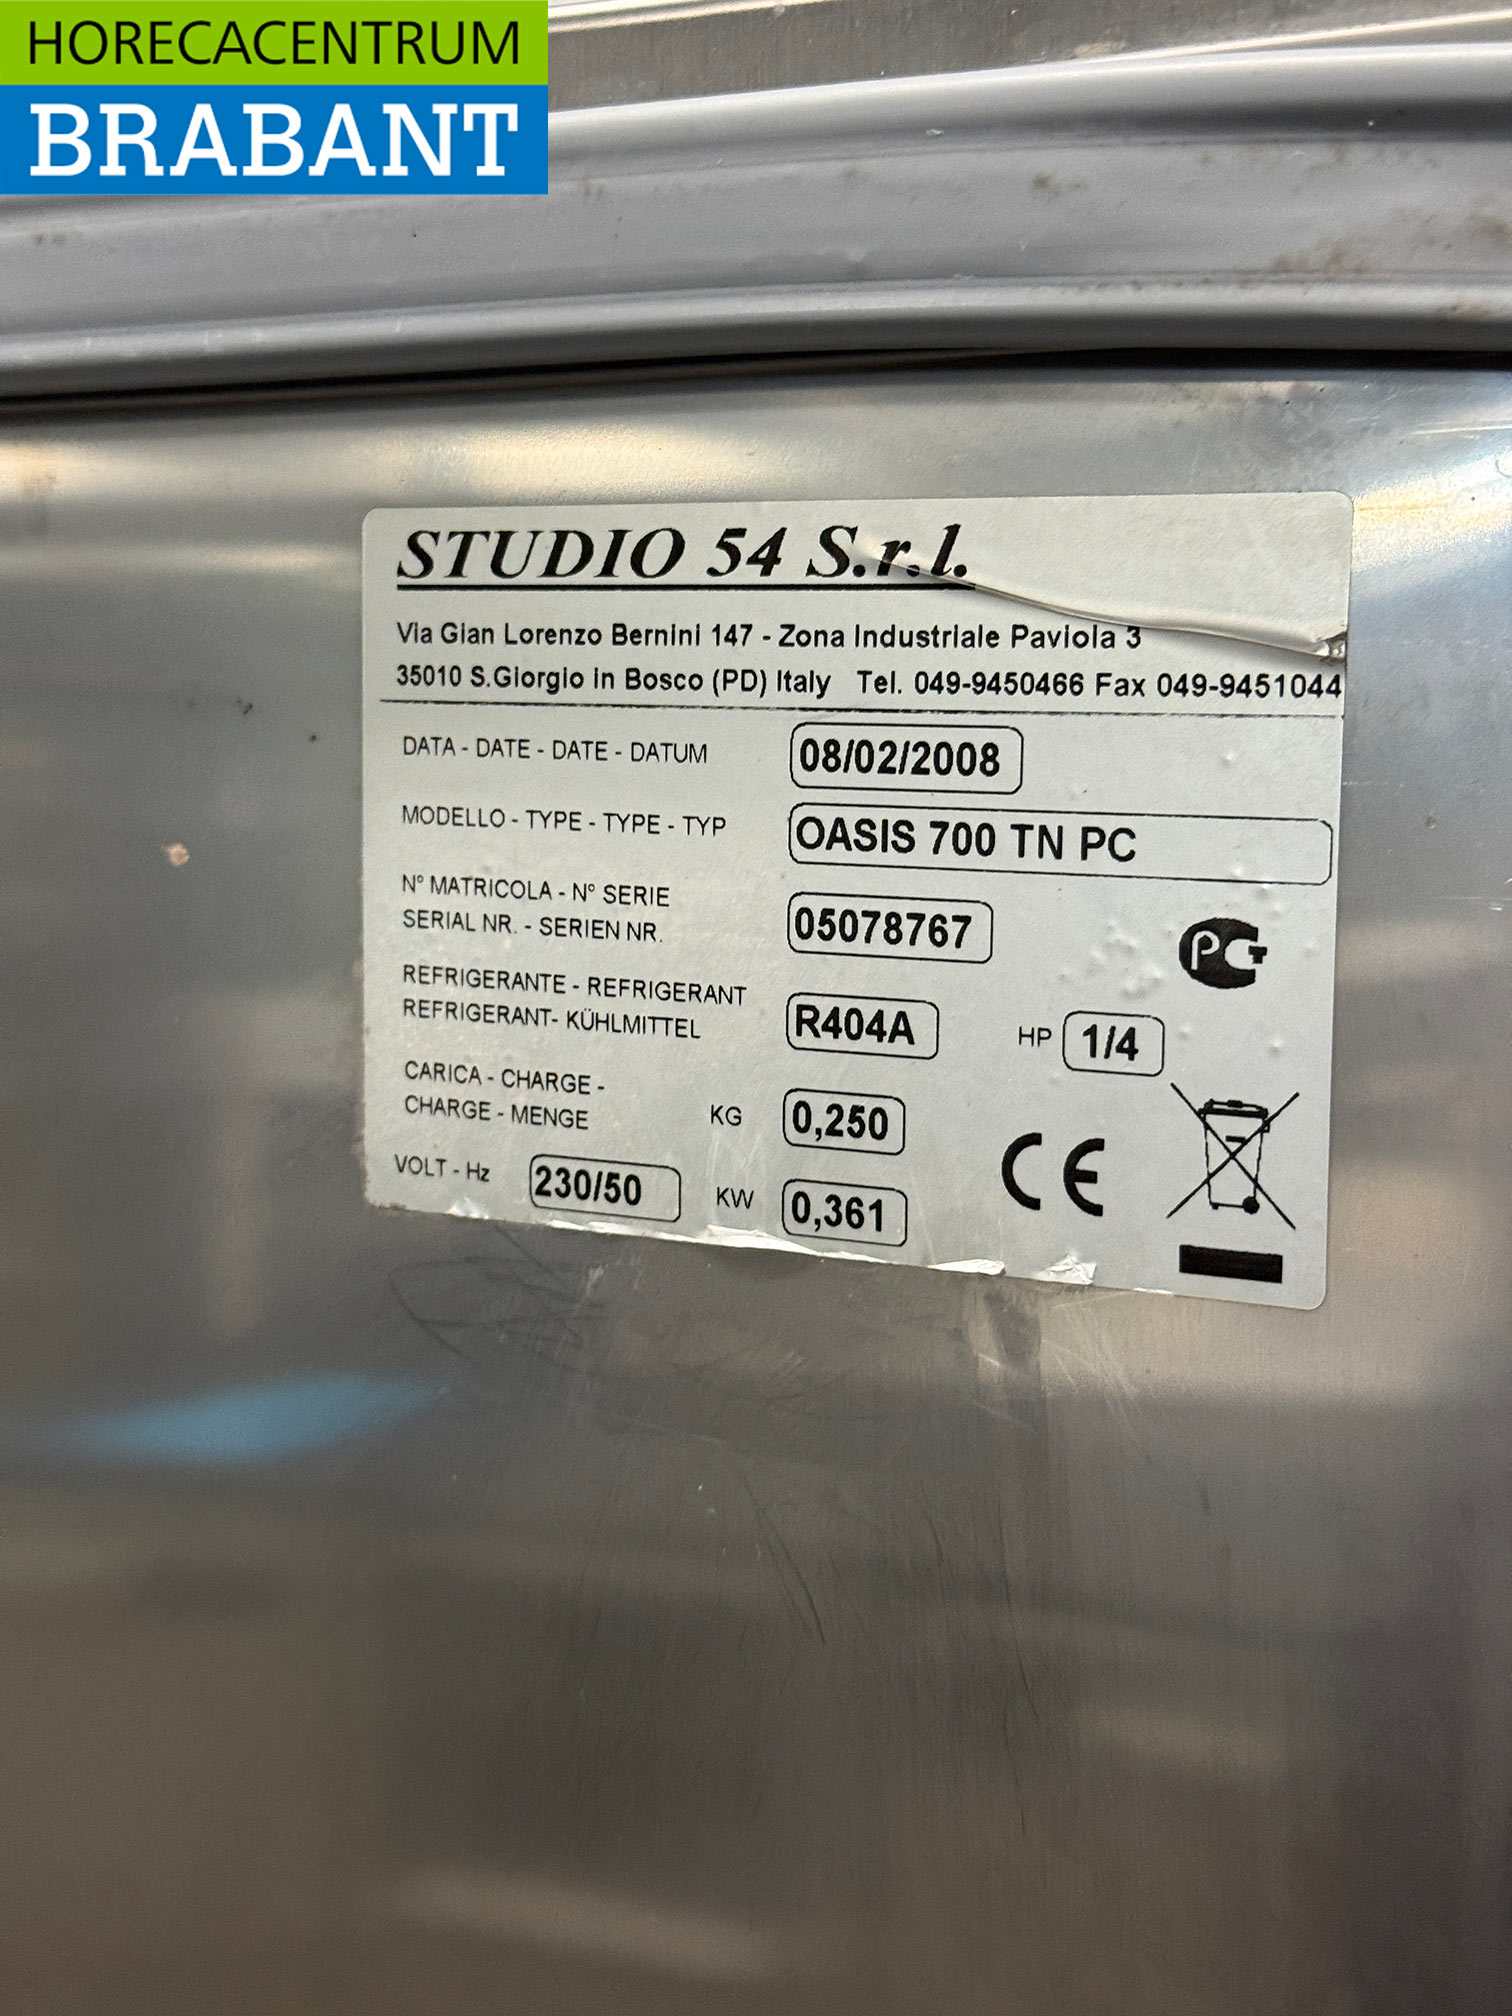 HORECACENTRUM
BRABANT
STUDIO 54 S.r.l.
Via Gian Lorenzo Bernini 147 - Zona Industriale Paviola 3
35010 S.Giorgio in Bosco (PD) Italy Tel. 049-9450466 Fax 049-9451044
DATA - DATE - DATE - DATUM 08/02/2008
MODELLO - TYPE - TYPE - TYP OASIS 700 TN PC
N° MATRICOLA - N° SERIE
SERIAL NR. - SERIEN NR. 05078767
REFRIGERANTE - REFRIGERANT
REFRIGERANT- KÜHLMITTEL R404A HP 1/4
CARICA - CHARGE -
CHARGE - MENGE KG 0,250
VOLT - Hz 230/50 KW 0,361
PCT
CE